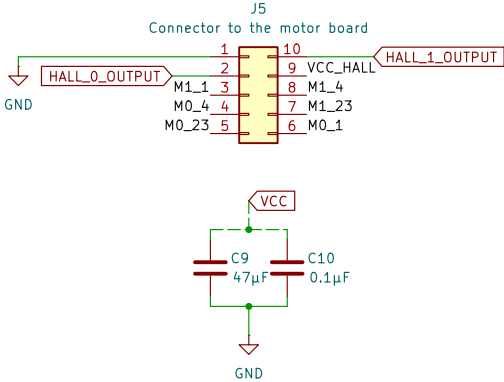 J5
Connector to the motor board
1 10 HALL_1_OUTPUT
HALL_0_OUTPUT 2 9 VCC_HALL
GND
M1_1 3 8 M1_4
M0_4 4 7 M1_23
M0_23 5 6 M0_1
VCC
C9 C10
47µF 0.1µF
GND